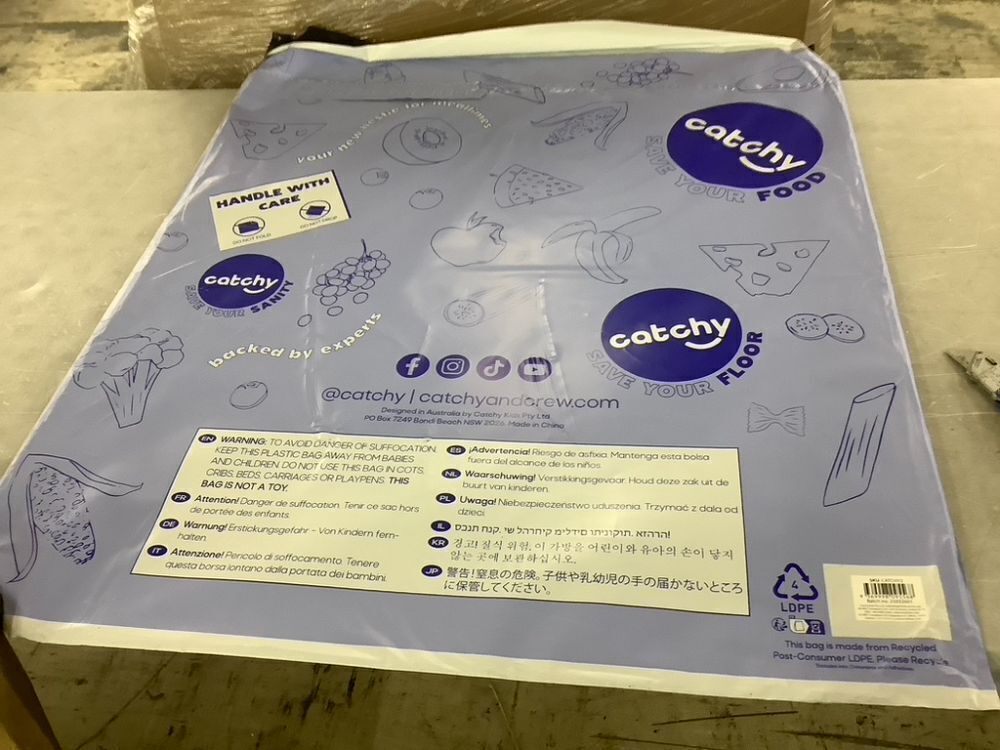 your new bestie for mealtimes
catchy
SAVE YOUR FOOD
HANDLE WITH
CARE
DO NOT FOLD
DO NOT DROP
catchy
SAVE YOUR SANITY
backed by experts
catchy
SAVE YOUR FLOOR
@catchy | catchyandcrew.com
Designed in Australia by Catchy Kids Pty Ltd
PO Box 7249 Bondi Beach NSW 2026. Made in China
EN WARNING: TO AVOID DANGER OF SUFFOCATION
KEEP THIS PLASTIC BAG AWAY FROM BABIES
AND CHILDREN. DO NOT USE THIS BAG IN COTS,
CRIBS, BEDS, CARRIAGES OR PLAYPENS. THIS
BAG IS NOT A TOY.
FR Attention! Danger de suffocation. Tenir ce sac hors
de portée des enfants.
DE Warnung! Erstickungsgefahr – Von Kindern fern-
halten.
IT Attenzione! Pericolo di soffocamento. Tenere
questa borsa lontano dalla portata dei bambini.
ES ¡Advertencia! Riesgo de asfixia. Mantenga esta bolsa
fuera del alcance de los niños.
NL Waarschuwing! Verstikkingsgevaar. Houd deze zak uit de
buurt van kinderen.
PL Uwaga! Niebezpieczeństwo uduszenia. Trzymać z dala od
dzieci.
IL סכנת חנק. יש להרחיק מילדים ותינוקות. אזהרה!
KR 경고! 질식 위험. 이 가방을 어린이와 유아의 손이 닿지
않는 곳에 보관하십시오.
JP 警告!窒息の危険。子供や乳幼児の手の届かないところ
に保管してください。
4
LDPE
SKU:
This bag is made from Recycled
Post-Consumer LDPE, Please Recycle